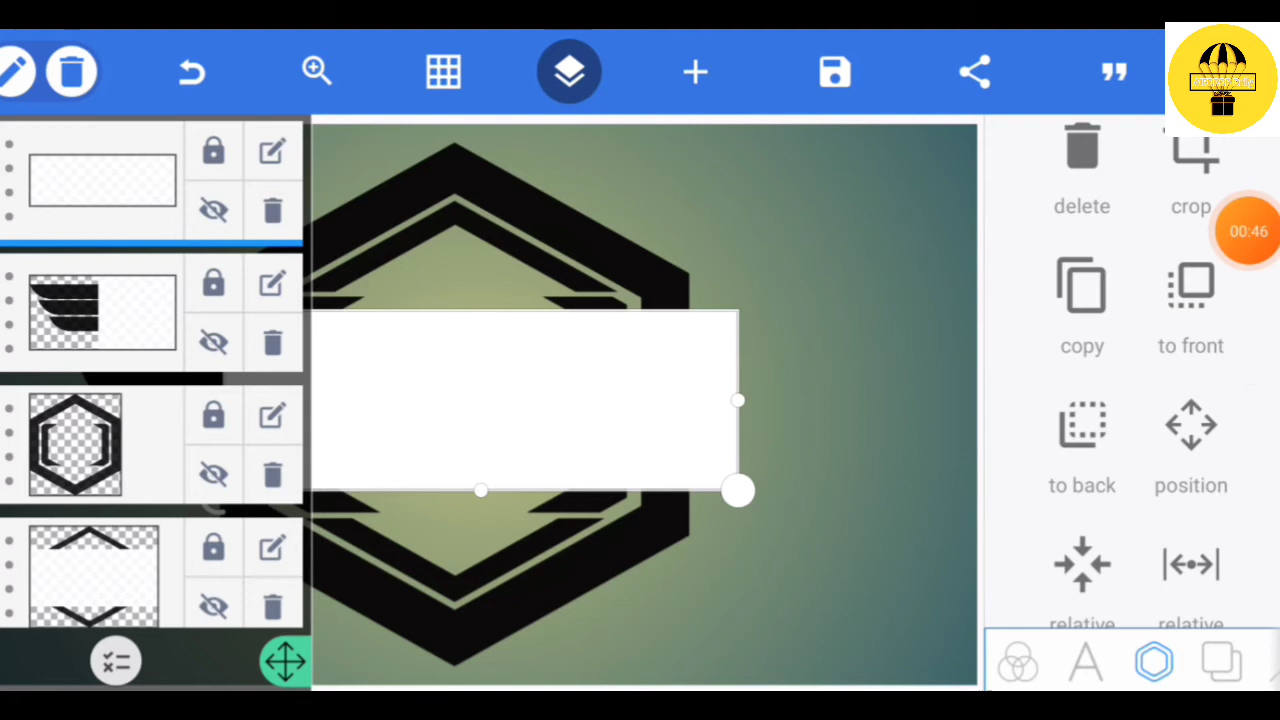 delete
crop
00:46
copy
to front
to back
position
relative
relative